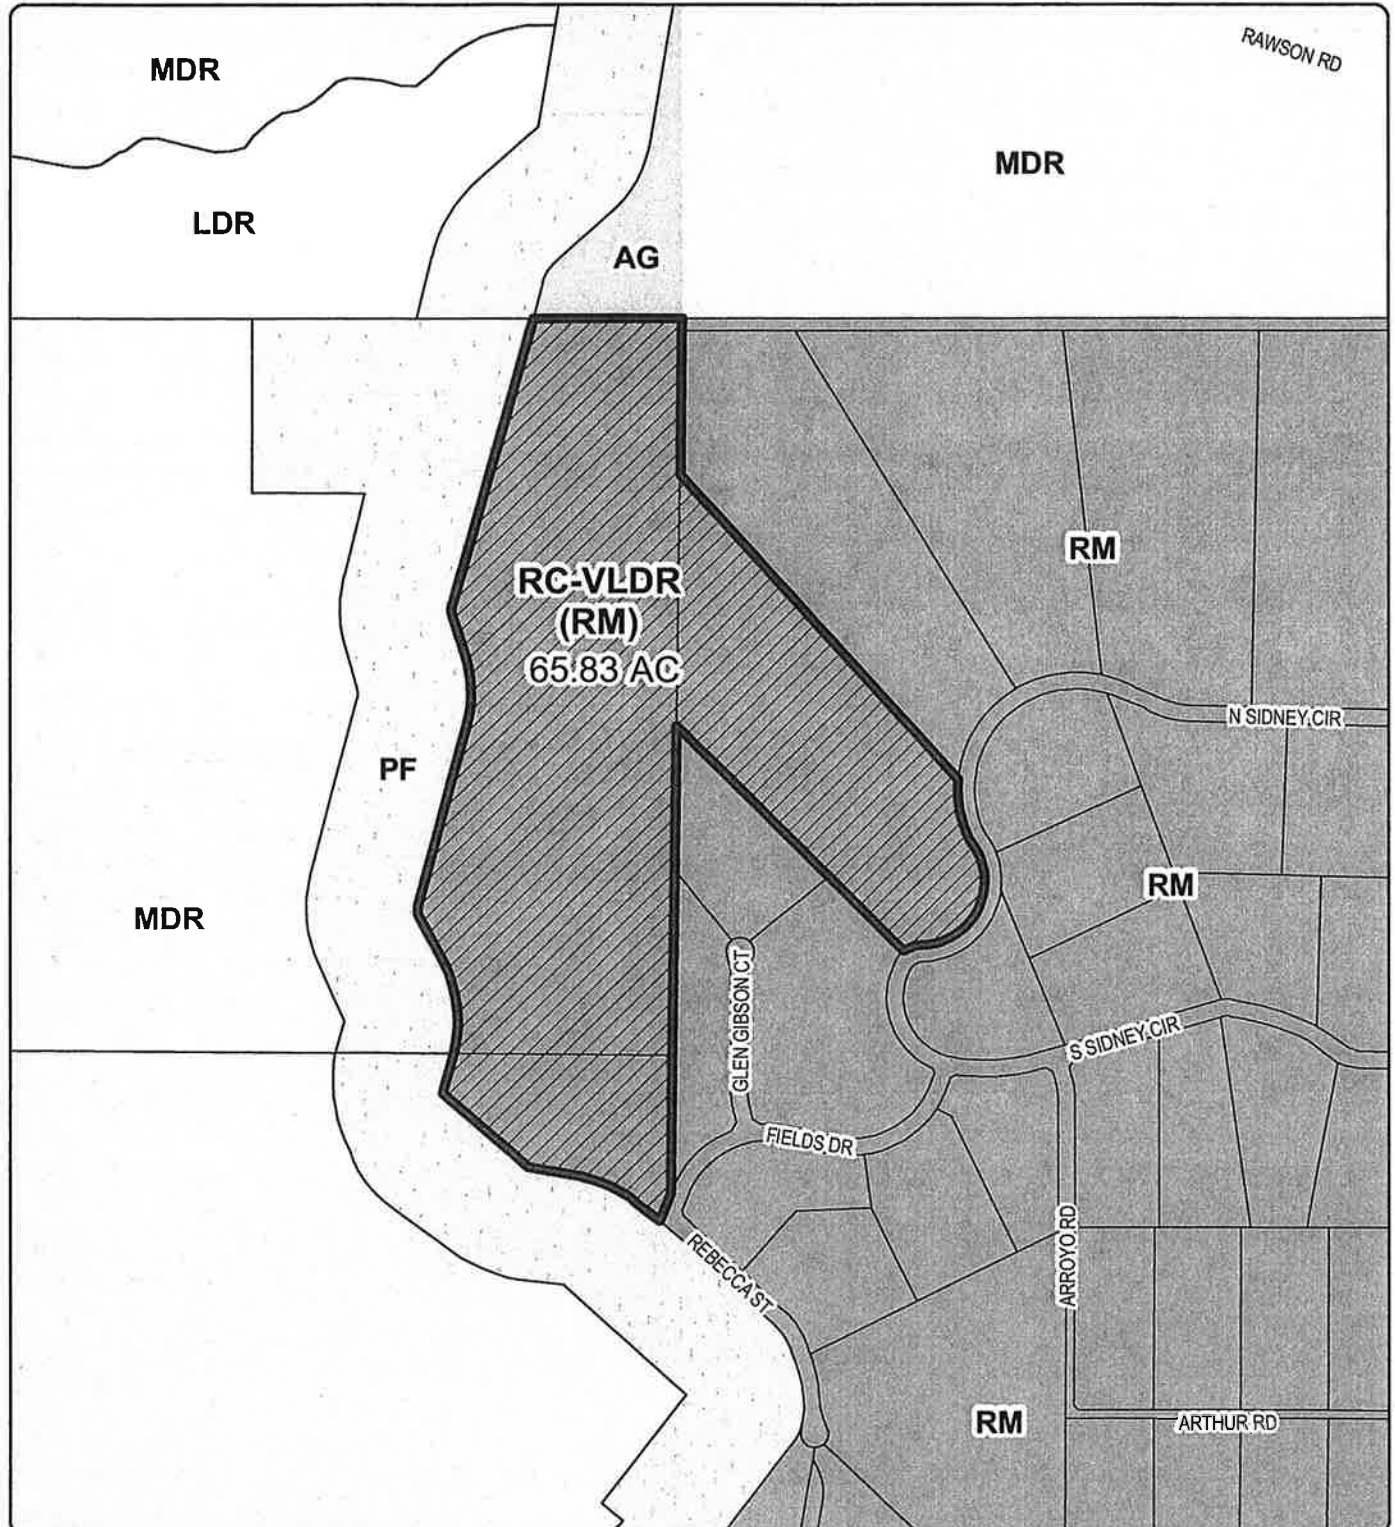 RAWSON RD
MDR
MDR
LDR
AG
RM
RC-VLDR
(RM)
65.83 AC
N SIDNEY CIR
PF
RM
MDR
GLEN GIBSON CT
S SIDNEY CIR
FIELDS DR
ARROYO RD
REBECCA ST
RM
ARTHUR RD